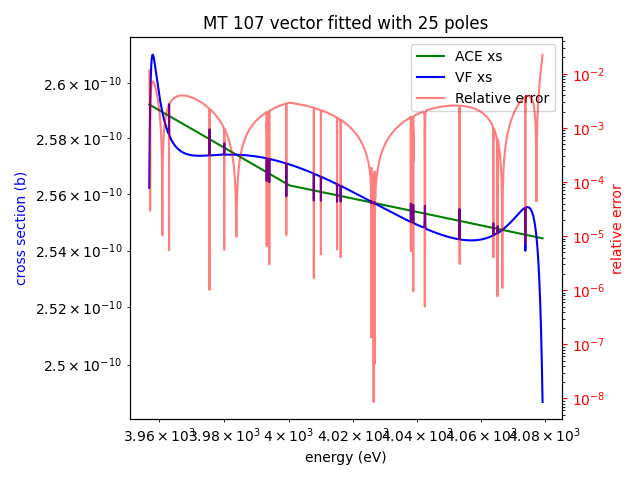 MT 107 vector fitted with 25 poles
ACE xs
VF xs
Relative error
cross section (b)
2.6 × 10⁻¹⁰
2.58 × 10⁻¹⁰
2.56 × 10⁻¹⁰
2.54 × 10⁻¹⁰
2.52 × 10⁻¹⁰
2.5 × 10⁻¹⁰
10⁻²
10⁻³
10⁻⁴
10⁻⁵
10⁻⁶
10⁻⁷
10⁻⁸
relative error
3.96 × 10³ 3.98 × 10³ 4 × 10³ 4.02 × 10³ 4.04 × 10³ 4.06 × 10³ 4.08 × 10³
energy (eV)